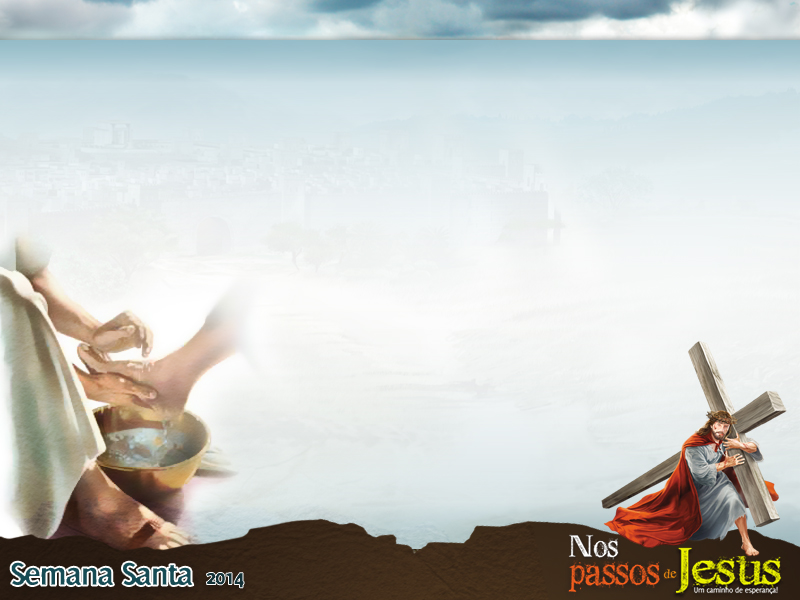 Semana Santa 2014
Nos
passos de Jesus
Um caminho de esperança!